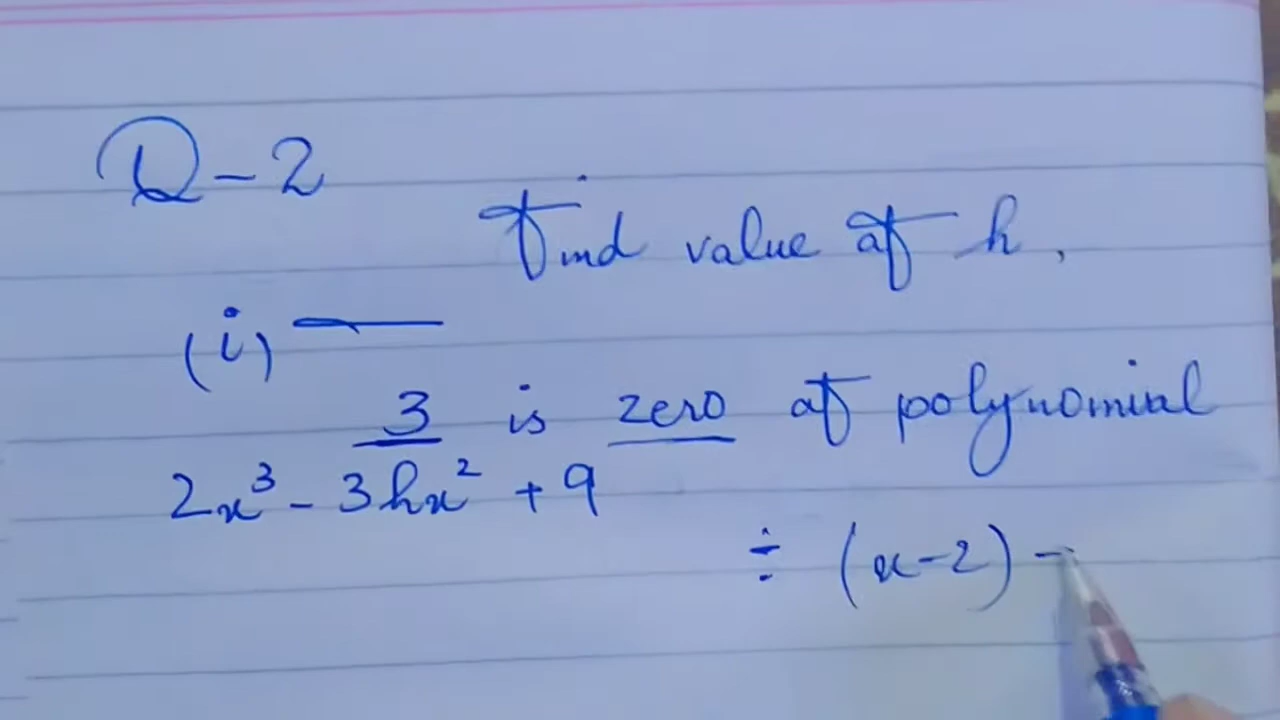 Q-2
Find value of h.
(i)
3 is zero of polynomial
2x³ - 3hx² + 9
÷ (x-2) -